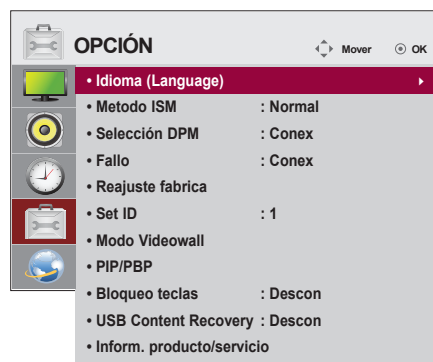 OPCIÓN Mover OK
• Idioma (Language)
• Metodo ISM : Normal
• Selección DPM : Conex
• Fallo : Conex
• Reajuste fabrica
• Set ID : 1
• Modo Videowall
• PIP/PBP
• Bloqueo teclas : Descon
• USB Content Recovery : Descon
• Inform. producto/servicio